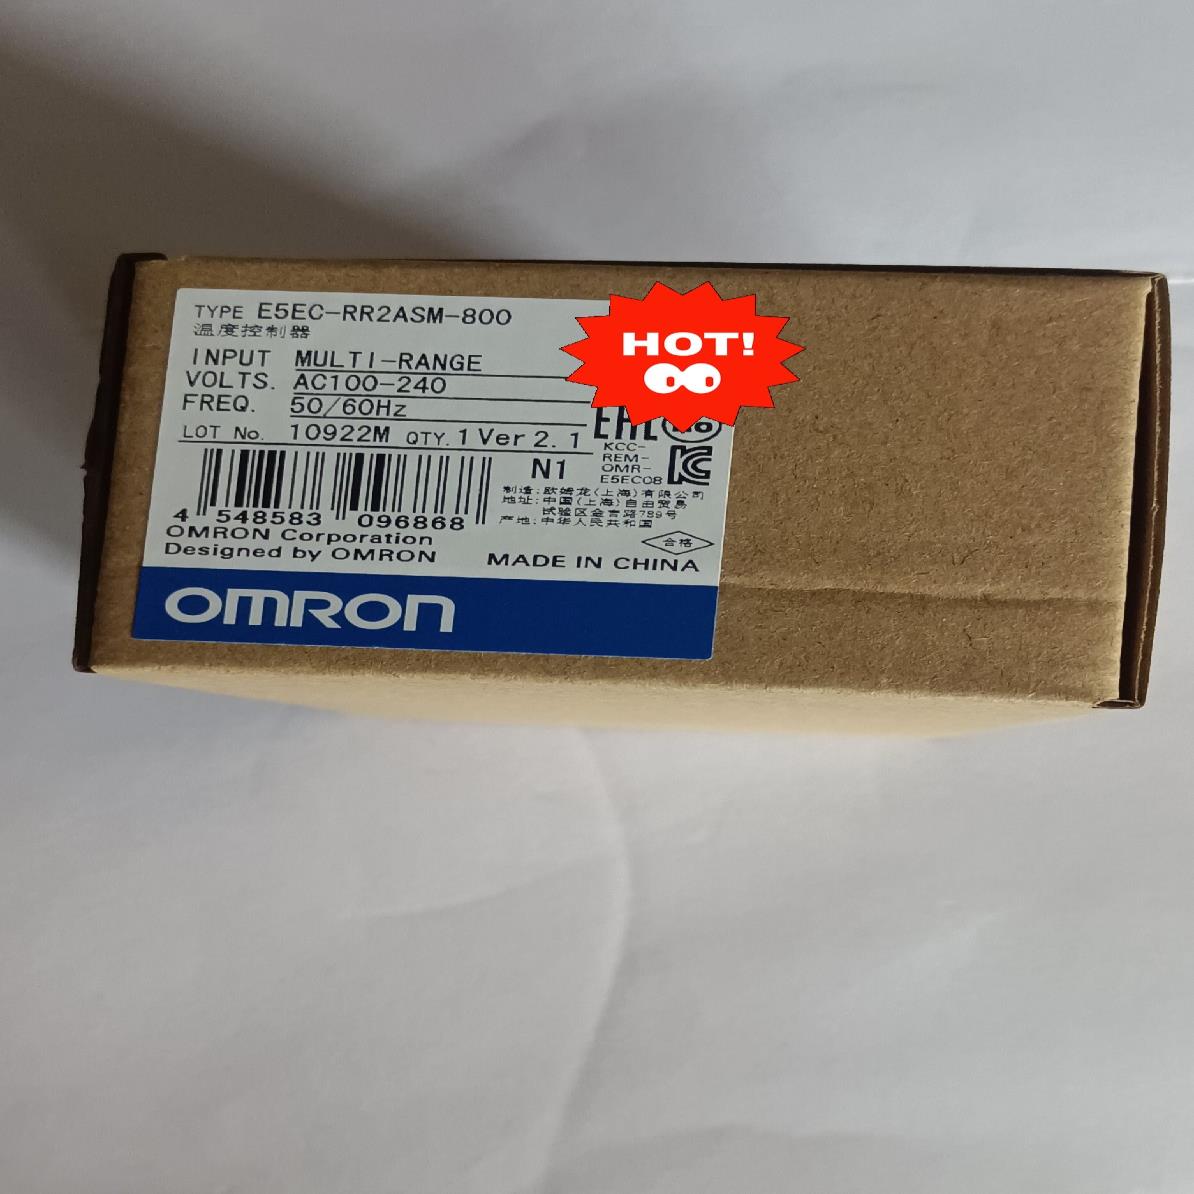 TYPE E5EC-RR2ASM-800
温度控制器
INPUT MULTI-RANGE
VOLTS. AC100-240
FREQ. 50/60Hz
LOT No. 10922M QTY. 1 Ver 2.1
HOT!
EAC
N1
KCC-
REM-
OMR-
E5EC08
KC
4 548583 096868
制造:欧姆龙(上海)有限公司
地址:中国(上海)自由贸易
试验区金吉路789号
产地:中华人民共和国
OMRON Corporation
Designed by OMRON
MADE IN CHINA
合格
OMRON